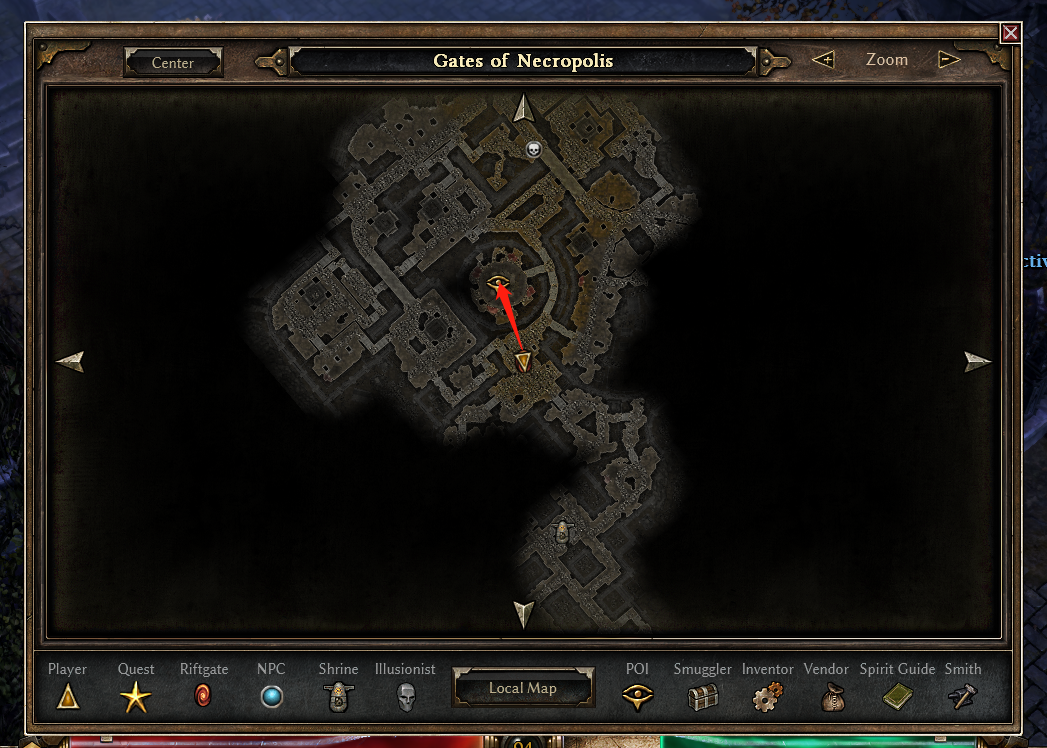 Center
Gates of Necropolis
Zoom
Player
Quest
Riftgate
NPC
Shrine
Illusionist
Local Map
POI
Smuggler
Inventor
Vendor
Spirit Guide
Smith